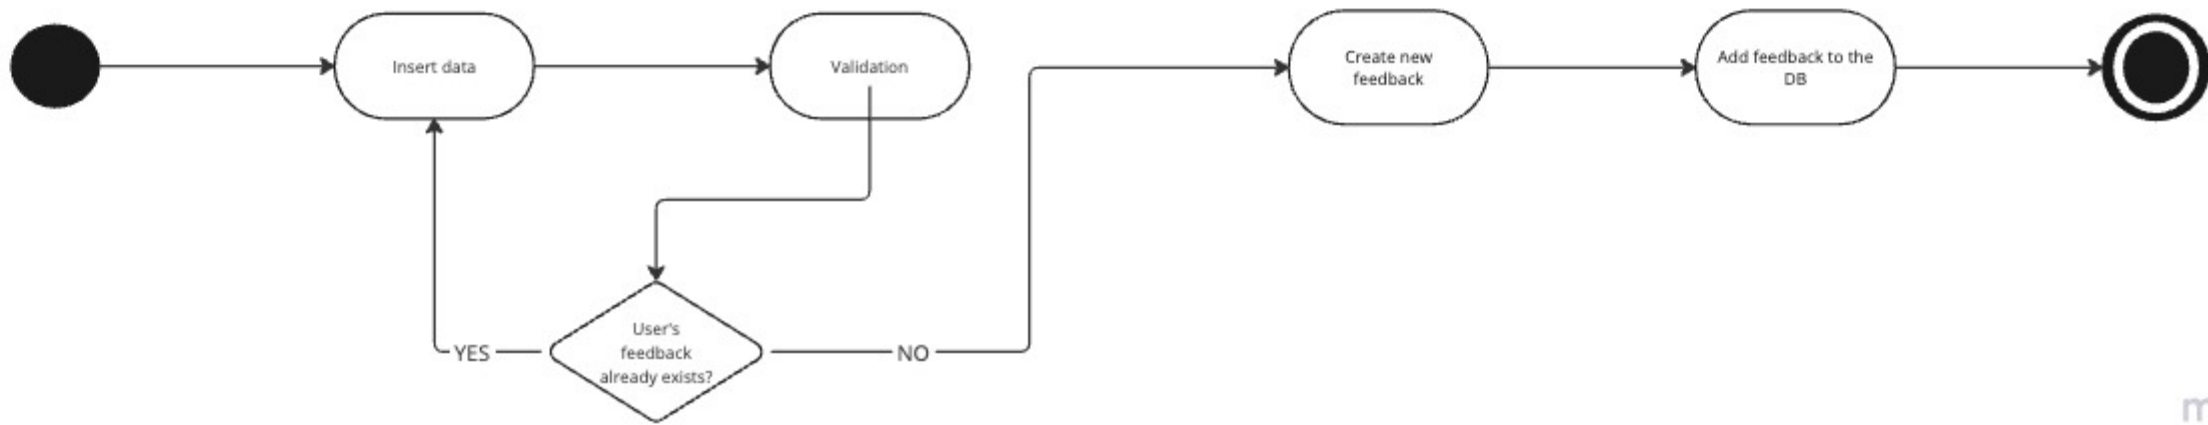 Insert data
Validation
Create new
feedback
Add feedback to the
DB
User's
feedback
already exists?
YES
NO
m